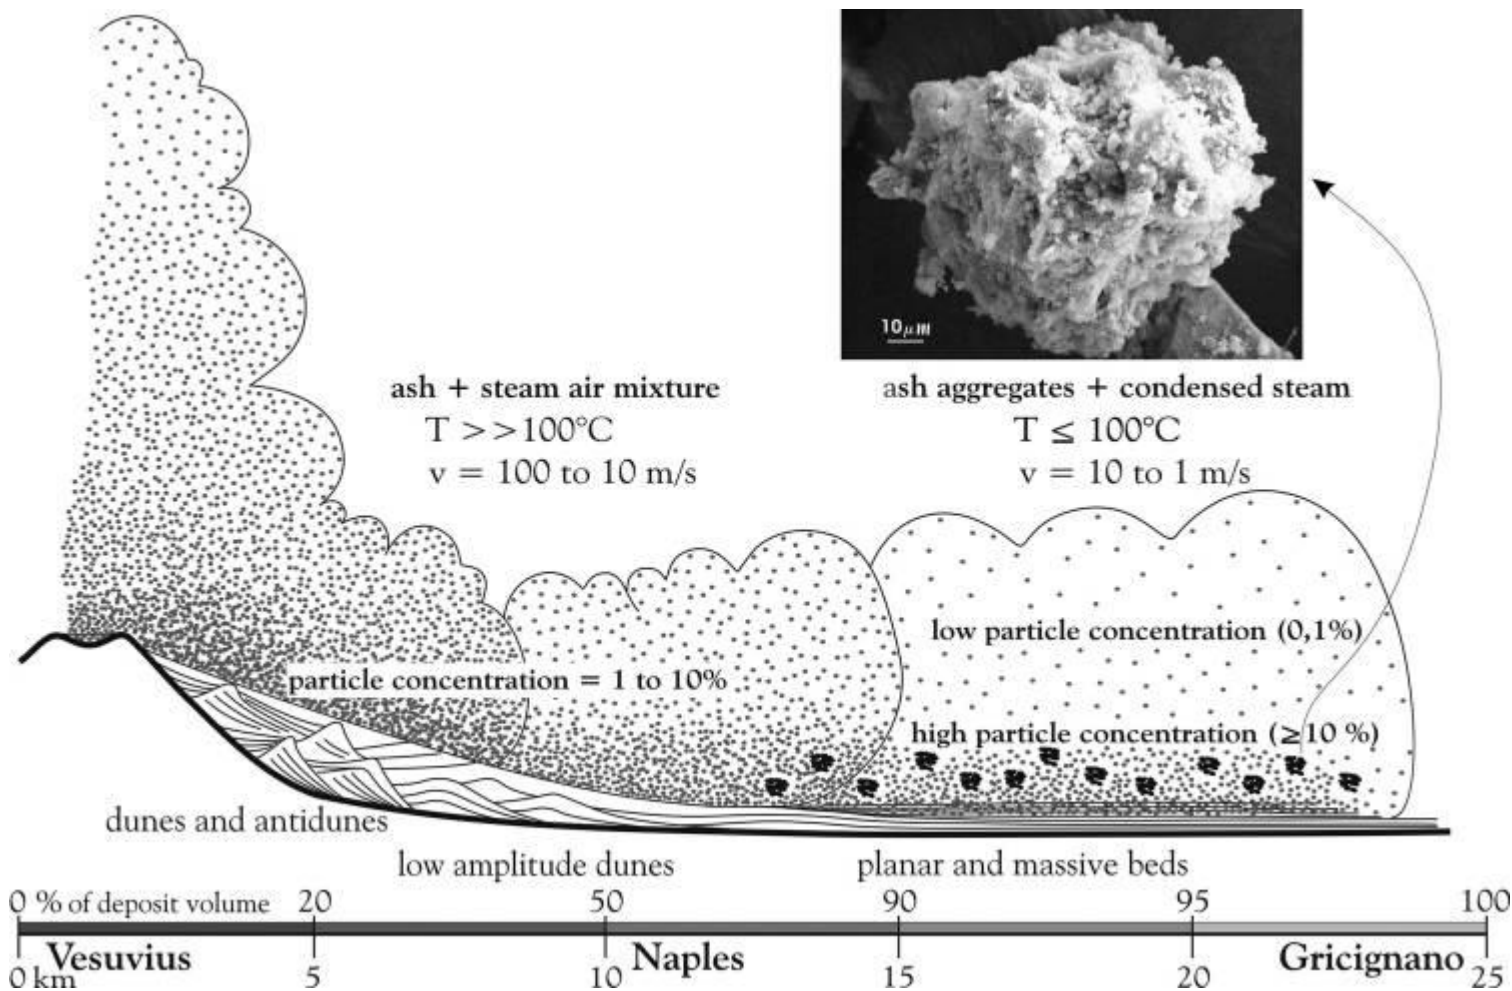 10μm
ash + steam air mixture
T >>100°C
v = 100 to 10 m/s
ash aggregates + condensed steam
T ≤ 100°C
v = 10 to 1 m/s
low particle concentration (0,1%)
particle concentration = 1 to 10%
high particle concentration (≥10 %)
dunes and antidunes
low amplitude dunes
planar and massive beds
0 % of deposit volume 20 50 90 95 100
Vesuvius Naples Gricignano
0 km 5 10 15 20 25